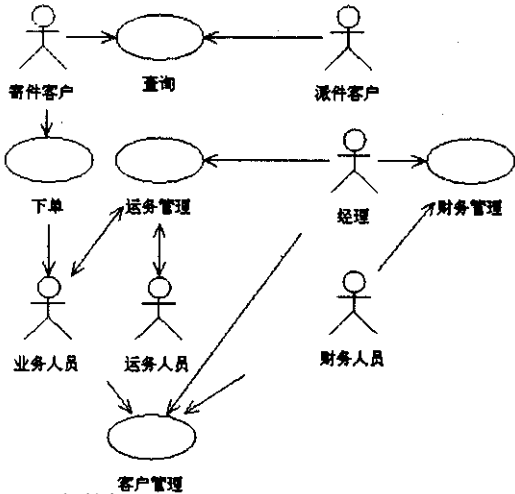 寄件客户
查询
派件客户
下单
运务管理
经理
财务管理
业务人员
运务人员
财务人员
客户管理